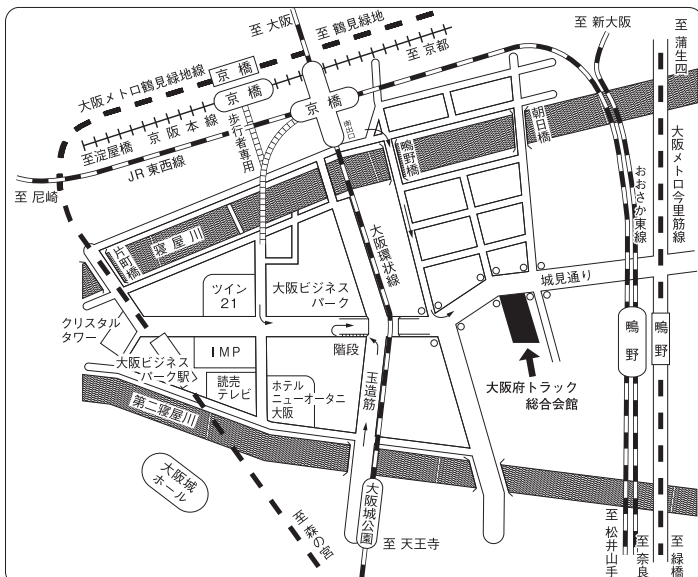 至 大阪
至 鶴見緑地
至 新大阪
至 蒲生四
大阪メトロ鶴見緑地線
京橋
至 京都
京橋
京橋
京阪本線
至淀屋橋
歩行者専用
南出口
JR東西線
至 尼崎
鴫野橋
朝日橋
大阪メトロ今里筋線
おおさか東線
片町橋
寝屋川
大阪環状線
城見通り
ツイン
21
大阪ビジネス
パーク
クリスタル
タワー
IMP
階段
大阪ビジネス
パーク駅
読売
テレビ
ホテル
ニューオータニ
大阪
玉造筋
鴫野
鴫野
大阪府トラック
総合会館
第二寝屋川
大阪城
ホール
大阪城公園
至 森の宮
至 天王寺
至 松井山手
至 奈良
至 緑橋